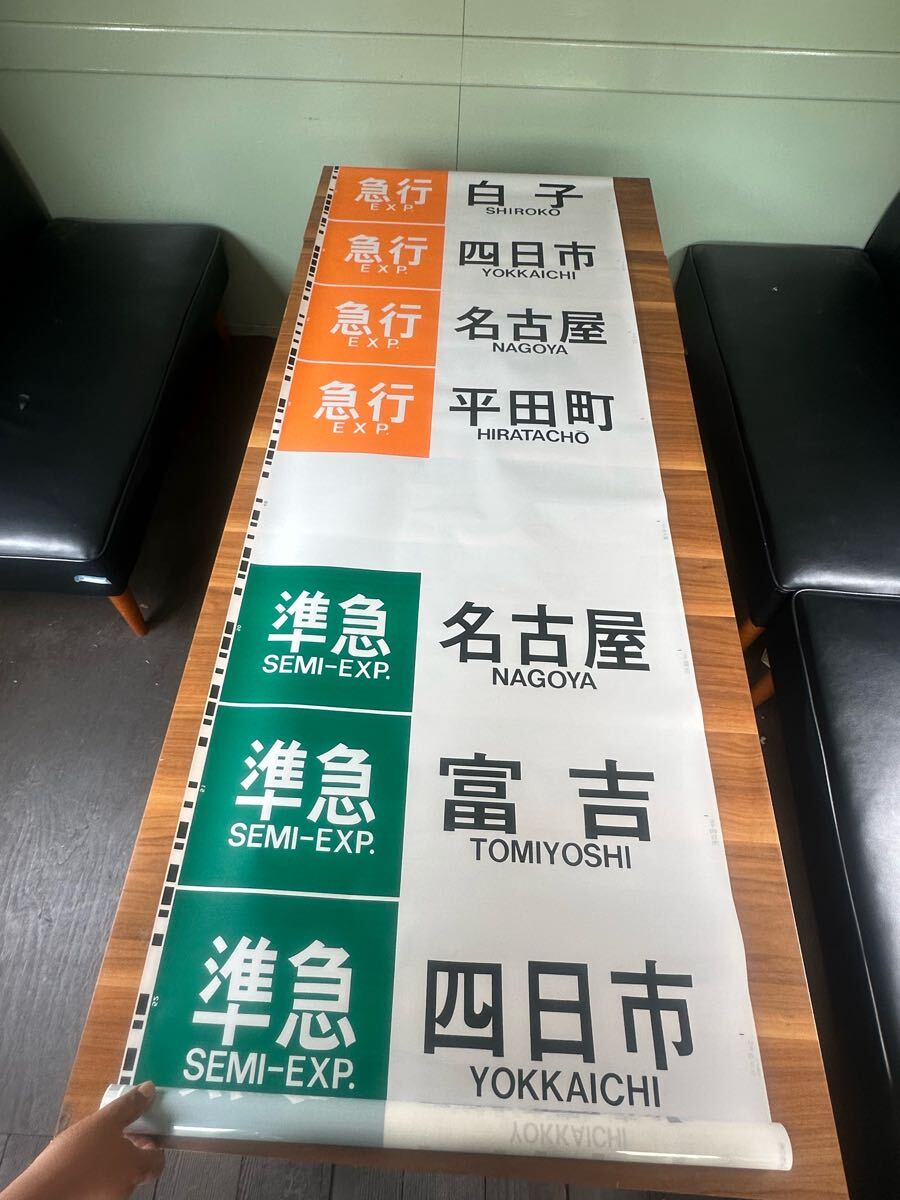 急行 白子
EXP. SHIROKO
急行 四日市
EXP. YOKKAICHI
急行 名古屋
EXP. NAGOYA
急行 平田町
EXP. HIRATACHŌ
準急 名古屋
SEMI-EXP. NAGOYA
準急 富吉
SEMI-EXP. TOMIYOSHI
準急 四日市
SEMI-EXP. YOKKAICHI
YOKKAICHI